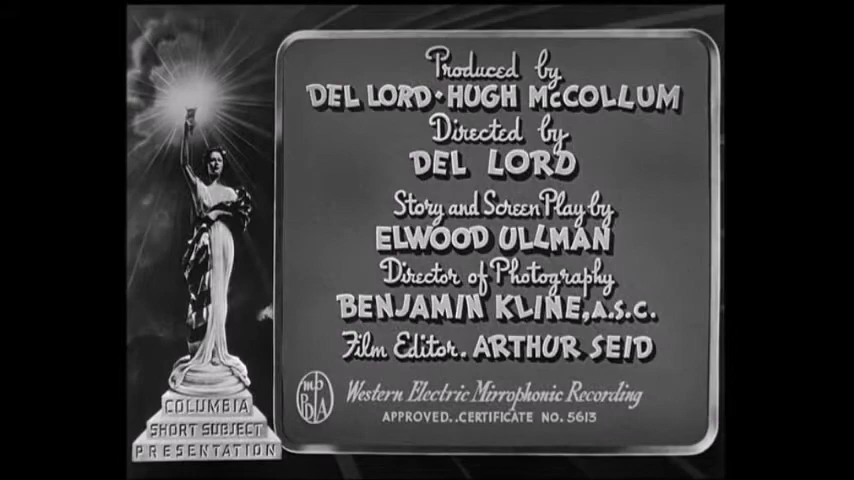 Produced by
DEL LORD · HUGH McCOLLUM
Directed by
DEL LORD
Story and Screen Play by
ELWOOD ULLMAN
Director of Photography
BENJAMIN KLINE, A.S.C.
Film Editor. ARTHUR SEID
Western Electric Mirrophonic Recording
APPROVED..CERTIFICATE NO. 5613
COLUMBIA
SHORT SUBJECT
PRESENTATION